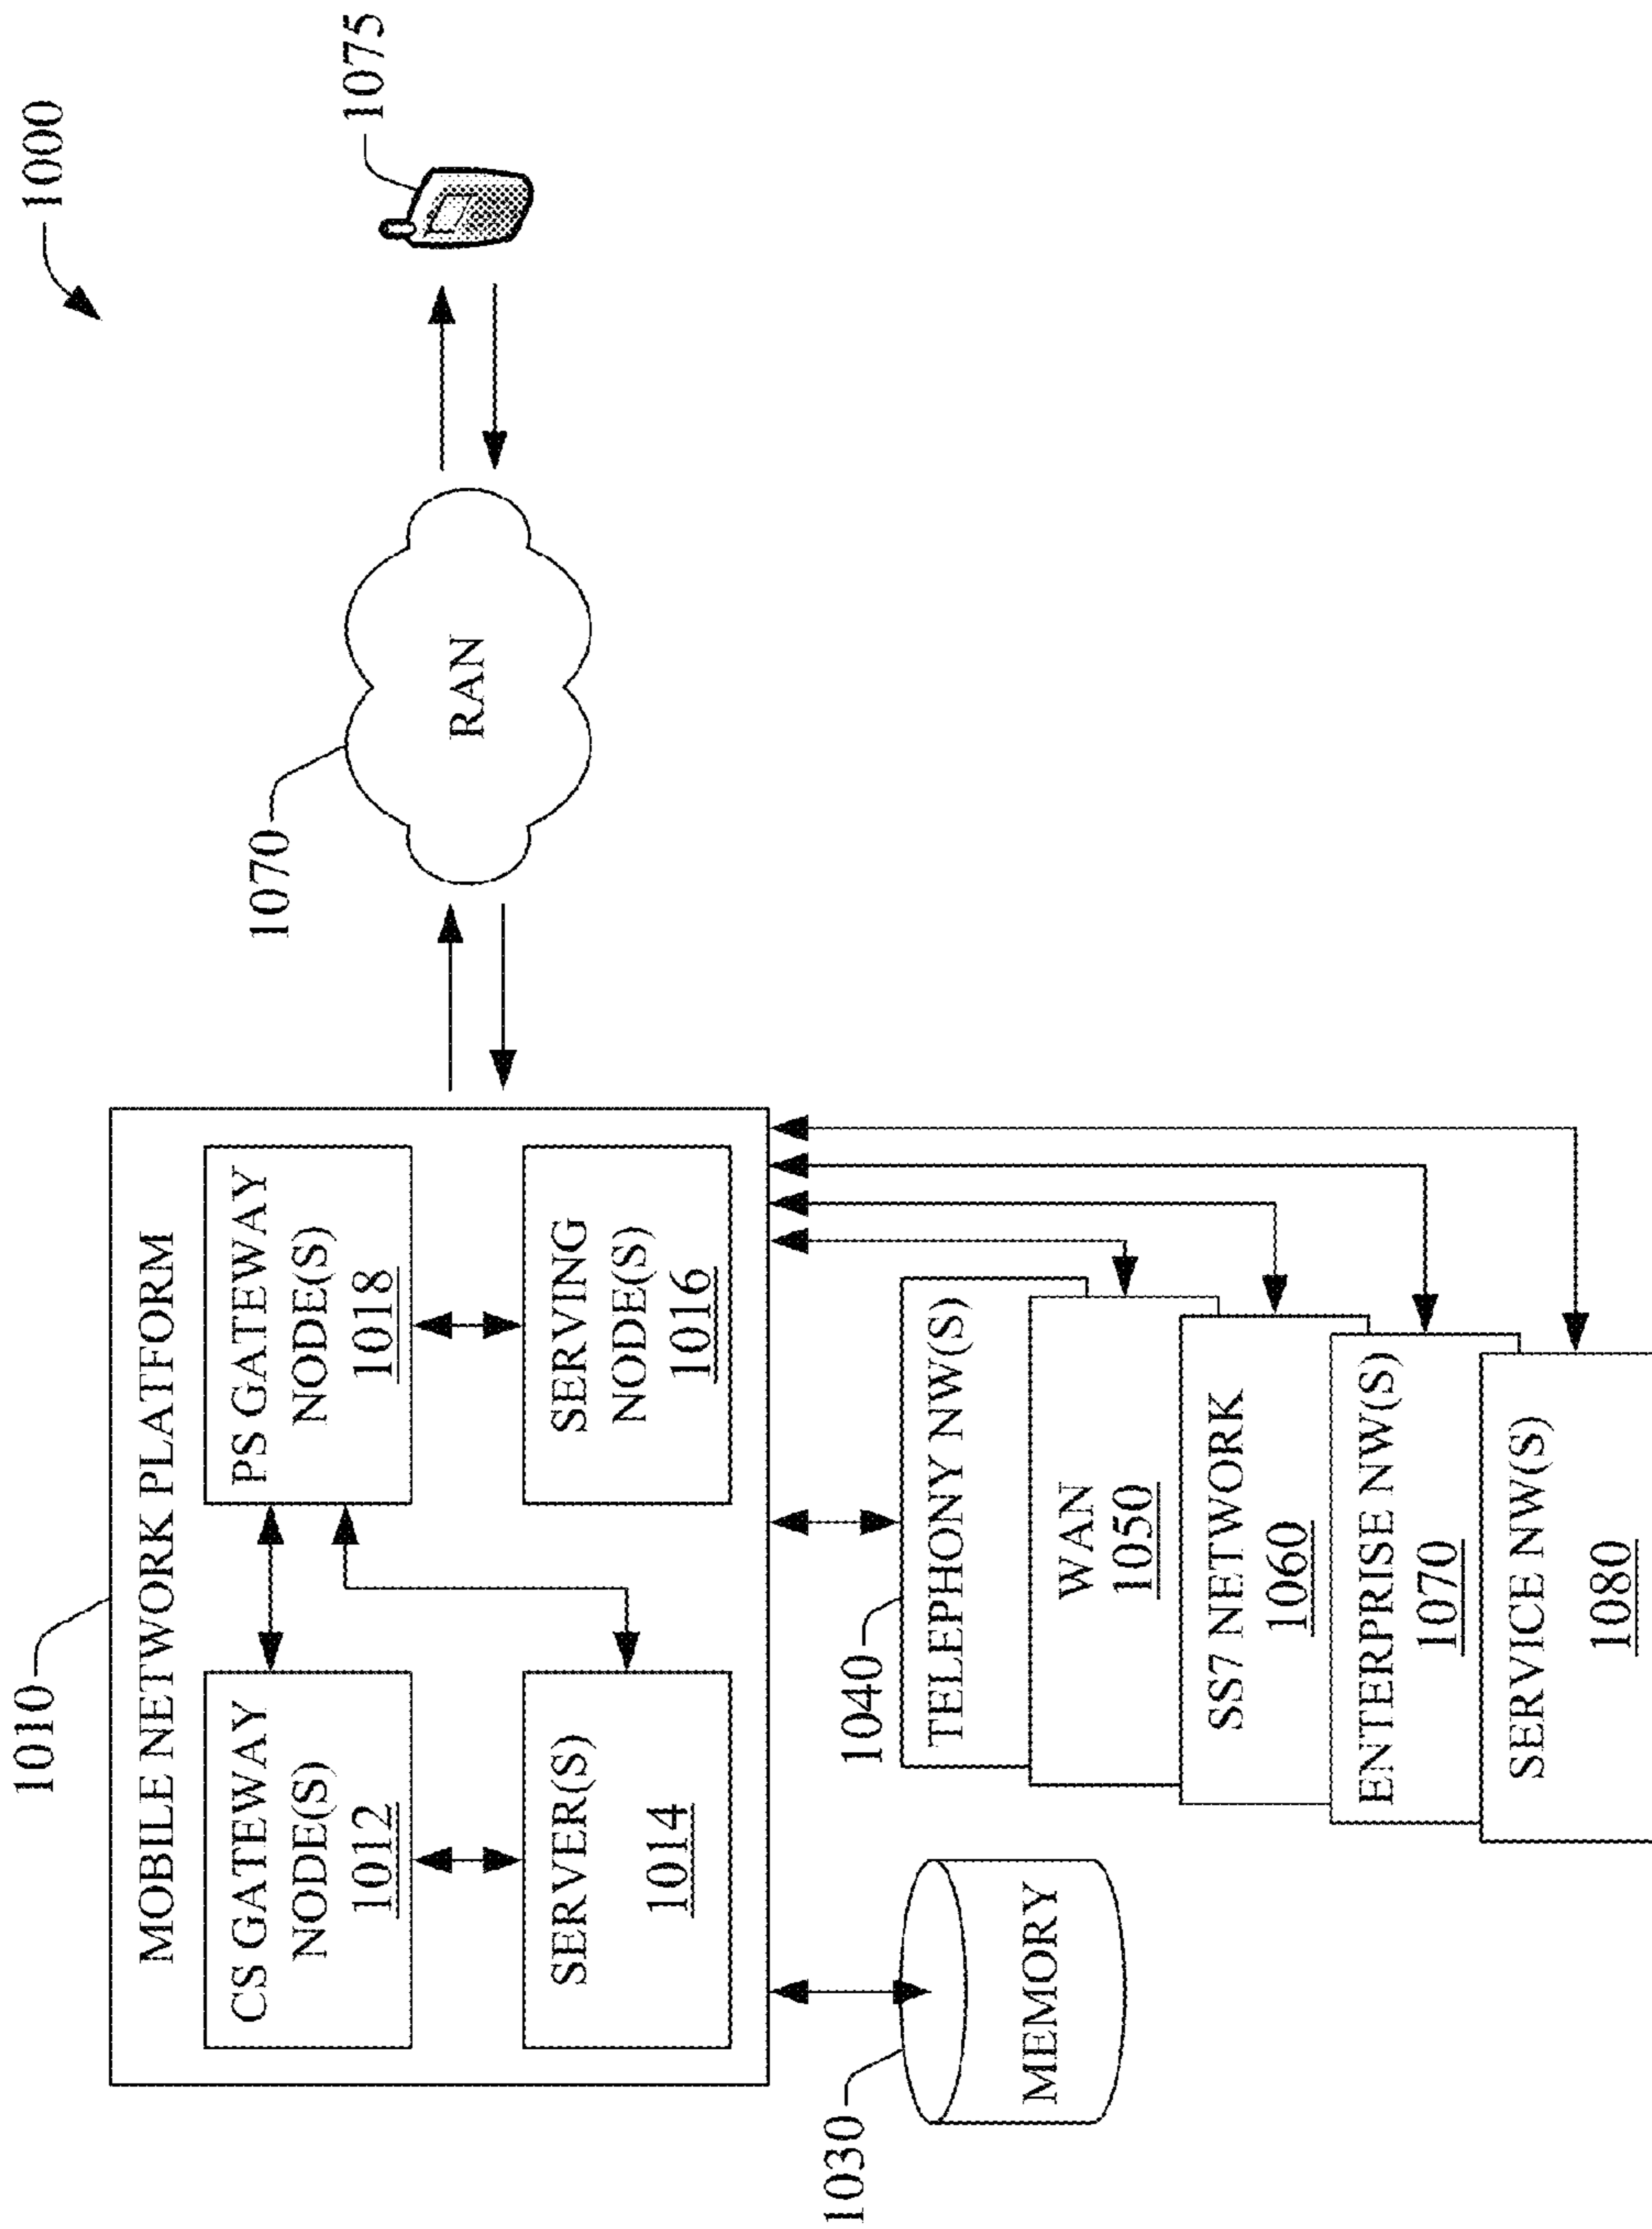 1000
1010
MOBILE NETWORK PLATFORM
CS GATEWAY
NODE(S)
1012
PS GATEWAY
NODE(S)
1018
SERVER(S)
1014
SERVING
NODE(S)
1016
1070
RAN
1075
1030
MEMORY
1040
TELEPHONY NW(S)
WAN
1050
SS7 NETWORK
1060
ENTERPRISE NW(S)
1070
SERVICE NW(S)
1080